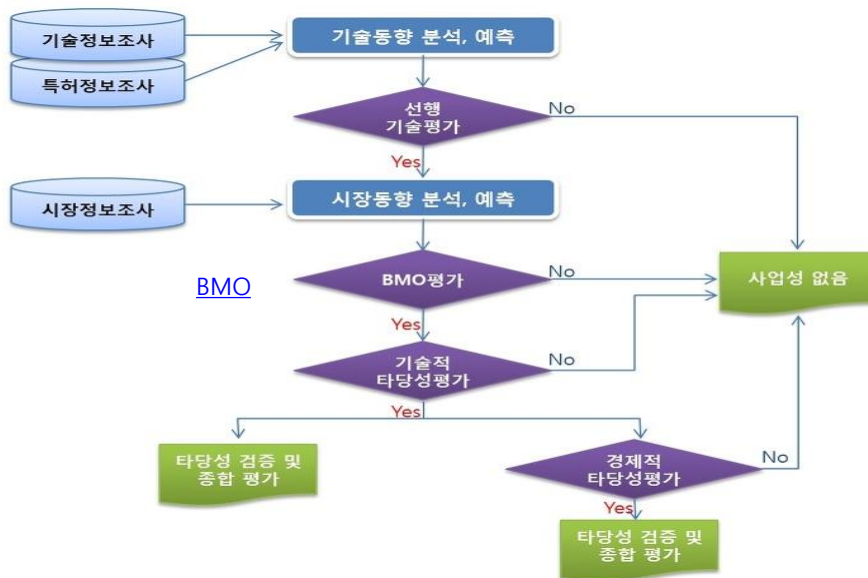 기술정보조사
기술동향 분석, 예측
특허정보조사
선행
기술평가
No
Yes
시장정보조사
시장동향 분석, 예측
BMO
BMO평가
No
사업성 없음
Yes
기술적
타당성평가
No
Yes
타당성 검증 및
종합 평가
경제적
타당성평가
No
Yes
타당성 검증 및
종합 평가